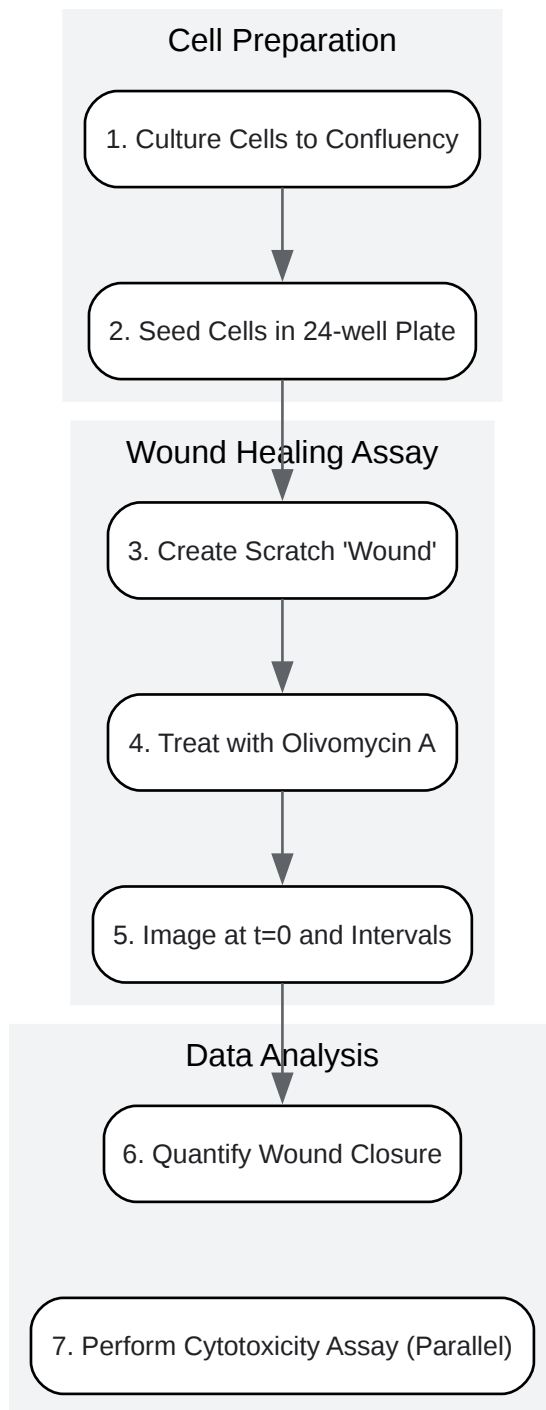 Cell Preparation
1. Culture Cells to Confluency
2. Seed Cells in 24-well Plate
Wound Healing Assay
3. Create Scratch 'Wound'
4. Treat with Olivomycin A
5. Image at t=0 and Intervals
Data Analysis
6. Quantify Wound Closure
7. Perform Cytotoxicity Assay (Parallel)